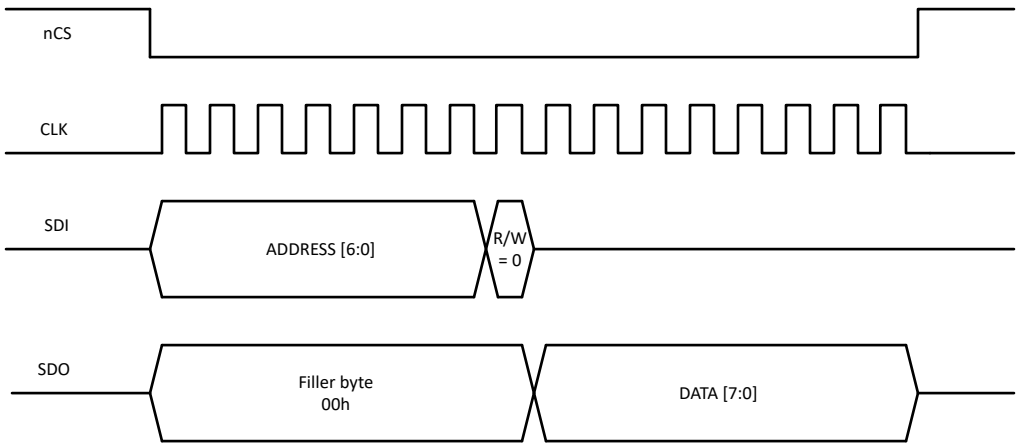 nCS
CLK
SDI
ADDRESS [6:0]
R/W
= 0
SDO
Filler byte
00h
DATA [7:0]